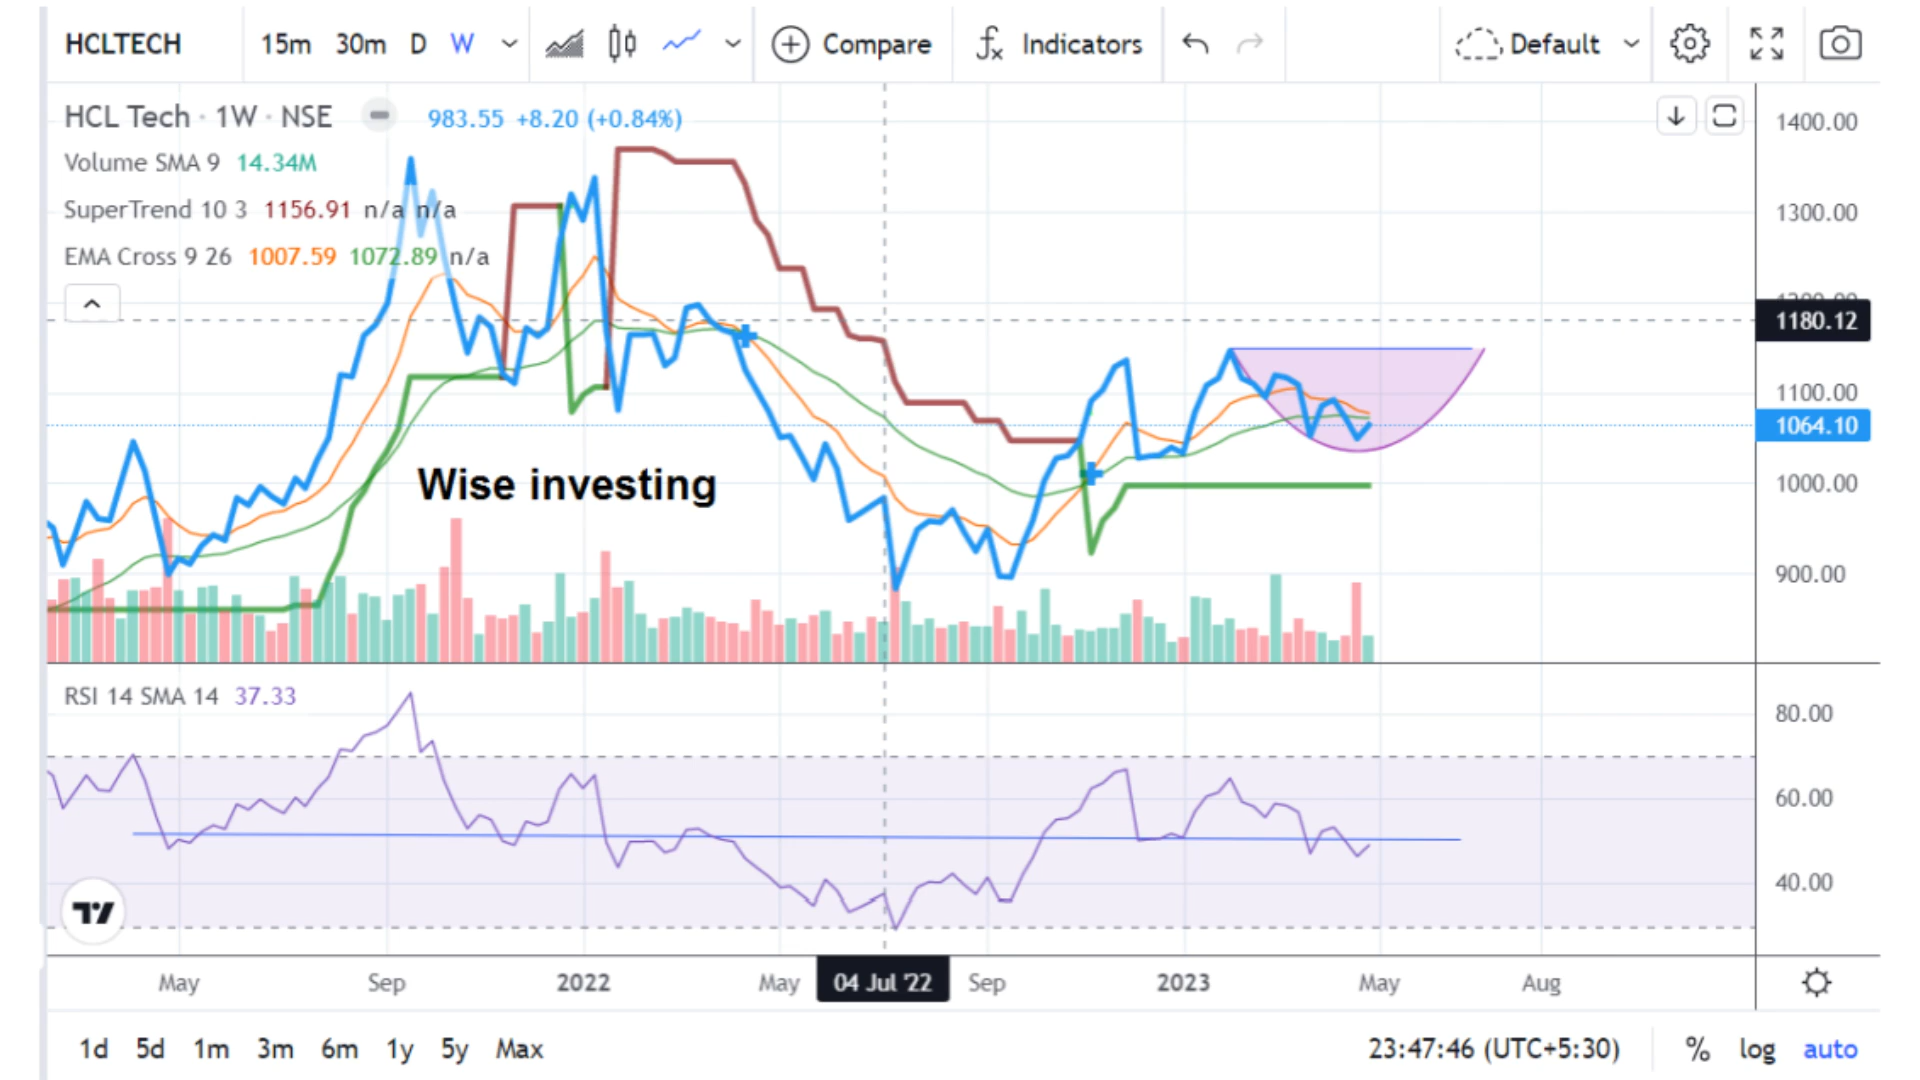 HCLTECH 15m 30m D W Compare Indicators Default
HCL Tech · 1W · NSE 983.55 +8.20 (+0.84%)
Volume SMA 9 14.34M
SuperTrend 10 3 1156.91 n/a n/a
EMA Cross 9 26 1007.59 1072.89 n/a
1400.00
1300.00
1200.00
1180.12
1100.00
1064.10
1000.00
900.00
Wise investing
RSI 14 SMA 14 37.33
80.00
60.00
40.00
May Sep 2022 May 04 Jul '22 Sep 2023 May Aug
1d 5d 1m 3m 6m 1y 5y Max 23:47:46 (UTC+5:30) % log auto